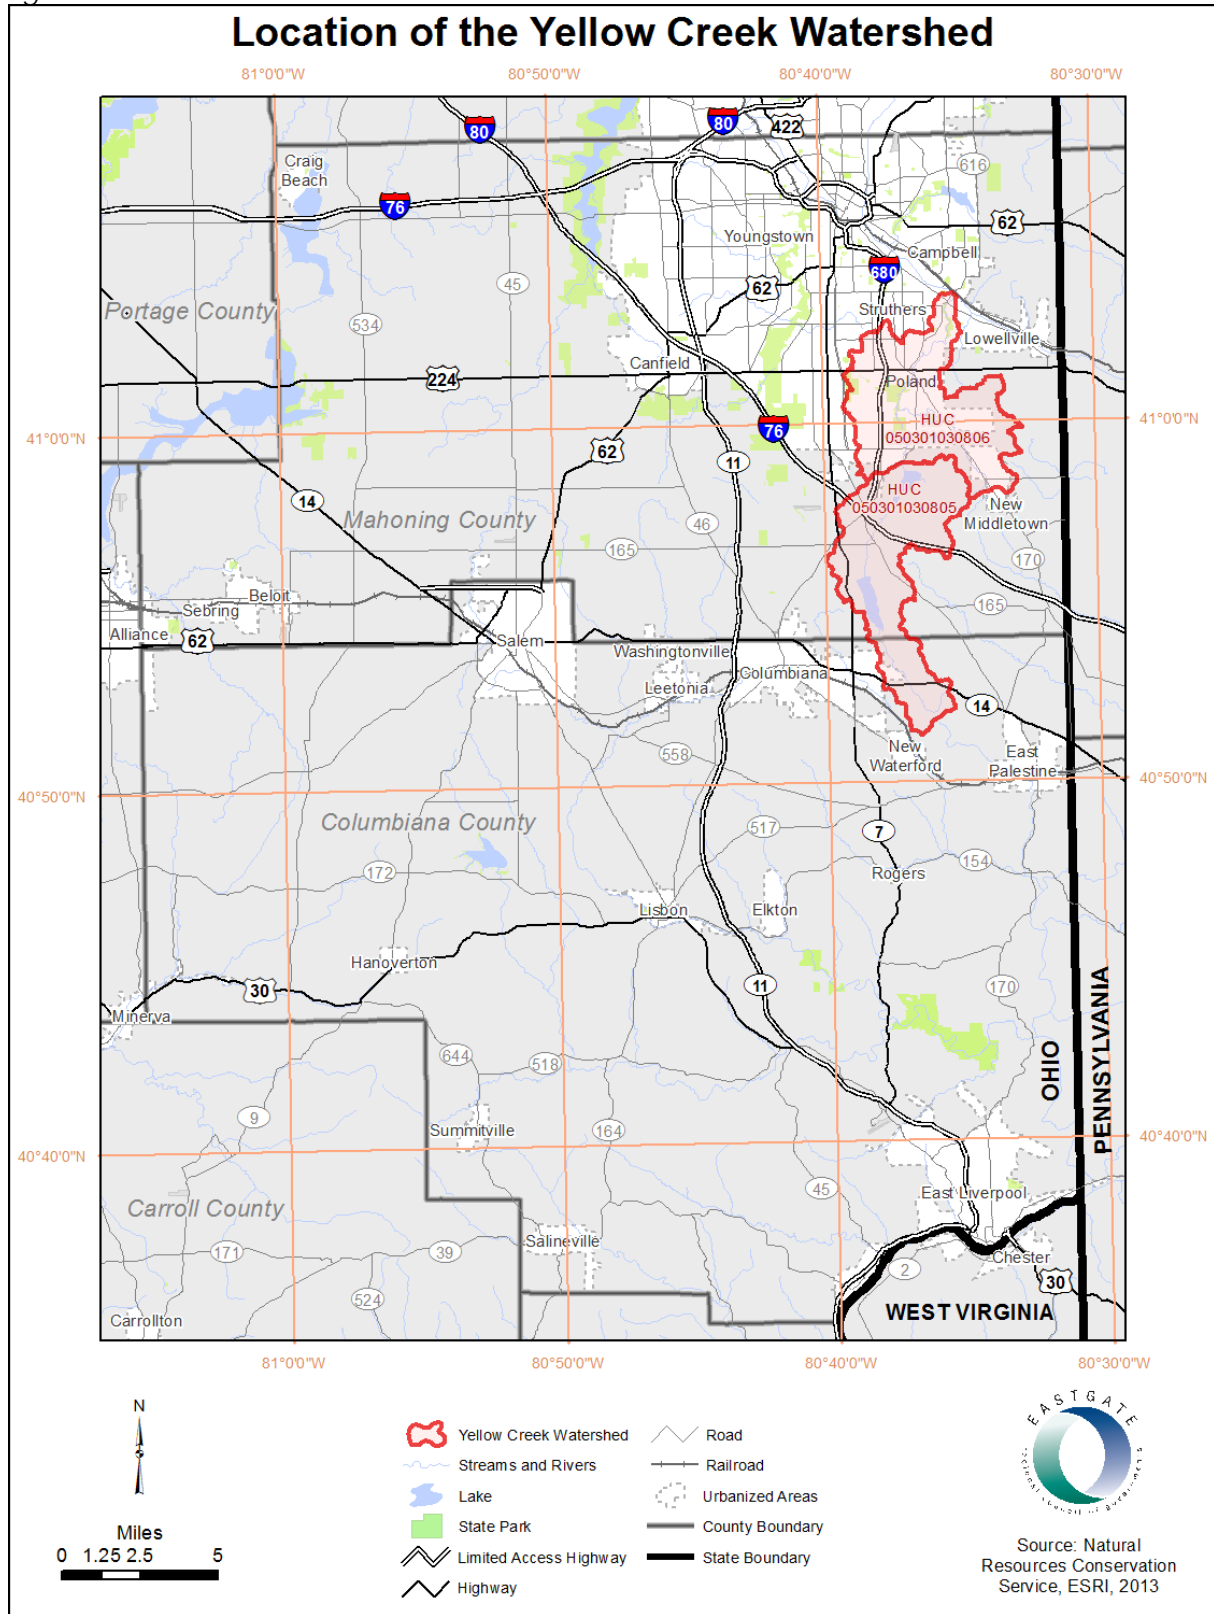 Location of the Yellow Creek Watershed
81°0'0"W
80°50'0"W
80°40'0"W
80°30'0"W
80
80
422
Craig
Beach
616
76
62
Youngstown
Campbell
680
45
62
Portage County
534
Struthers
Lowellville
Canfield
224
Poland
41°0'0"N
41°0'0"N
HUC
050301030806
76
62
11
14
HUC
050301030805
New
Middletown
Mahoning County
46
165
170
Beloit
Sebring
165
Alliance
62
Salem
Washingtonville
Columbiana
Leetonia
14
New
Waterford
East
Palestine
558
40°50'0"N
40°50'0"N
Columbiana County
517
7
172
154
Rogers
Lisbon
Elkton
Hanoverton
30
11
170
Minerva
OHIO
PENNSYLVANIA
644
518
9
Summitville
164
40°40'0"N
40°40'0"N
45
East Liverpool
Carroll County
171
39
Salineville
Chester
2
30
524
WEST VIRGINIA
Carrollton
81°0'0"W
80°50'0"W
80°40'0"W
80°30'0"W
N
Miles
0 1.25 2.5 5
Yellow Creek Watershed
Streams and Rivers
Lake
State Park
Limited Access Highway
Highway
Road
Railroad
Urbanized Areas
County Boundary
State Boundary
EASTGATE
Source: Natural
Resources Conservation
Service, ESRI, 2013